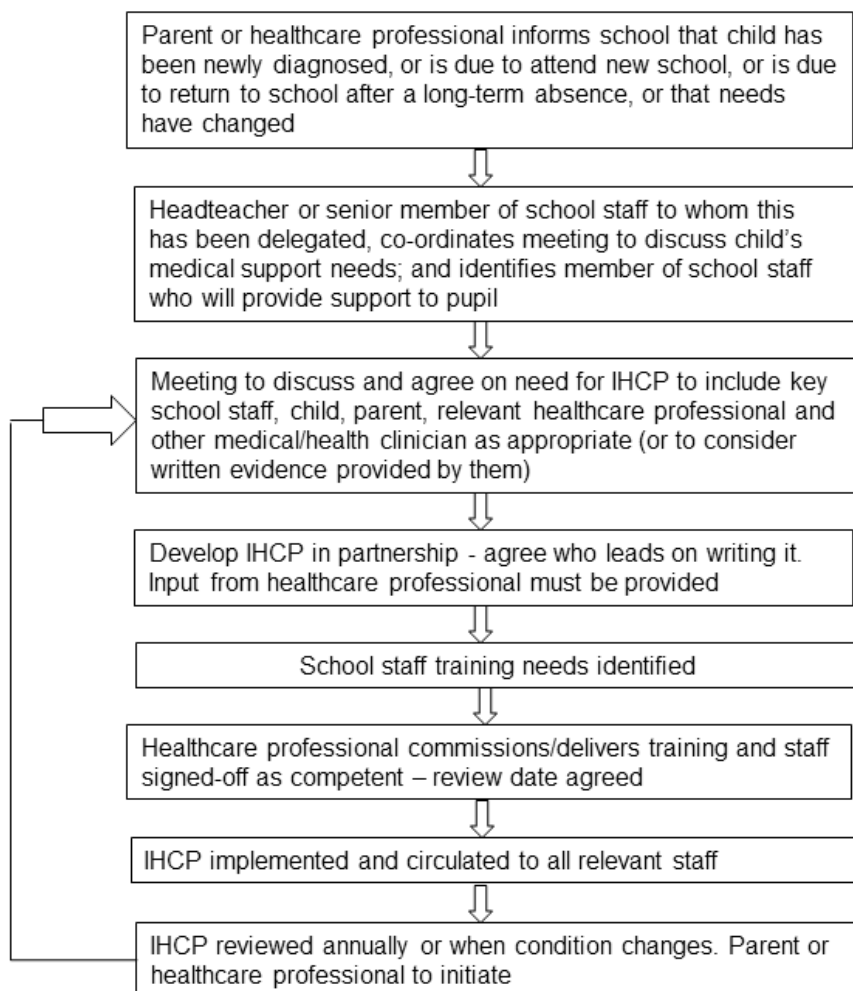 Parent or healthcare professional informs school that child has
been newly diagnosed, or is due to attend new school, or is due
to return to school after a long-term absence, or that needs
have changed
Headteacher or senior member of school staff to whom this
has been delegated, co-ordinates meeting to discuss child’s
medical support needs; and identifies member of school staff
who will provide support to pupil
Meeting to discuss and agree on need for IHCP to include key
school staff, child, parent, relevant healthcare professional and
other medical/health clinician as appropriate (or to consider
written evidence provided by them)
Develop IHCP in partnership - agree who leads on writing it.
Input from healthcare professional must be provided
School staff training needs identified
Healthcare professional commissions/delivers training and staff
signed-off as competent – review date agreed
IHCP implemented and circulated to all relevant staff
IHCP reviewed annually or when condition changes. Parent or
healthcare professional to initiate